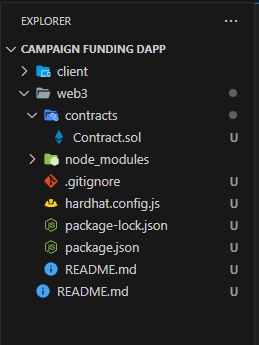 EXPLORER
CAMPAIGN FUNDING DAPP
client
web3
contracts
Contract.sol U
node_modules
.gitignore U
hardhat.config.js U
package-lock.json U
package.json U
README.md U
README.md U